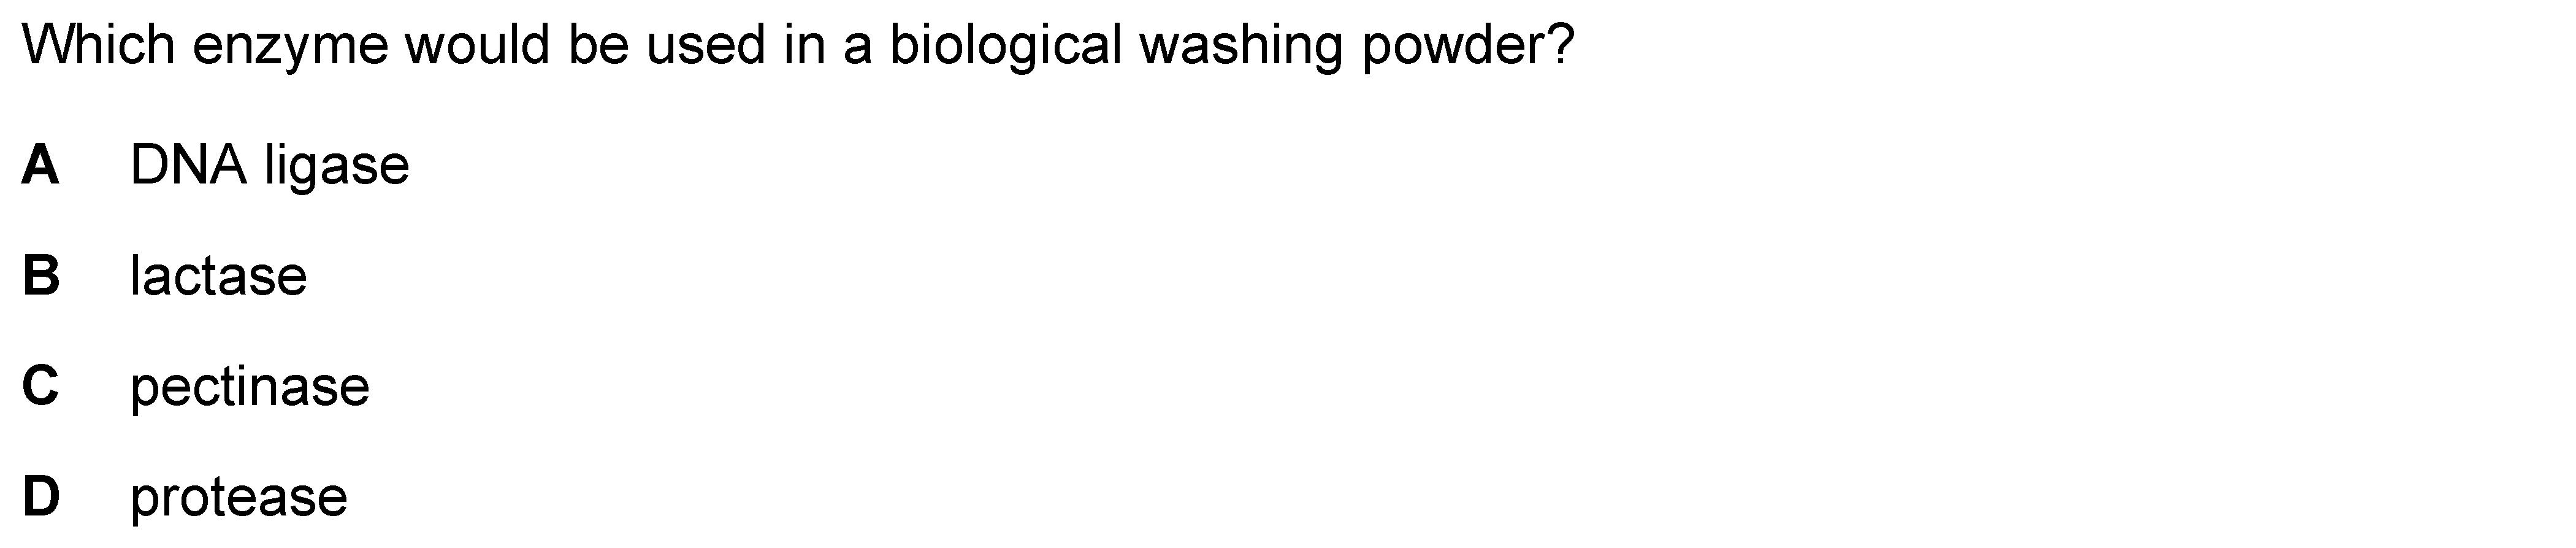 Which enzyme would be used in a biological washing powder?
A DNA ligase
B lactase
C pectinase
D protease